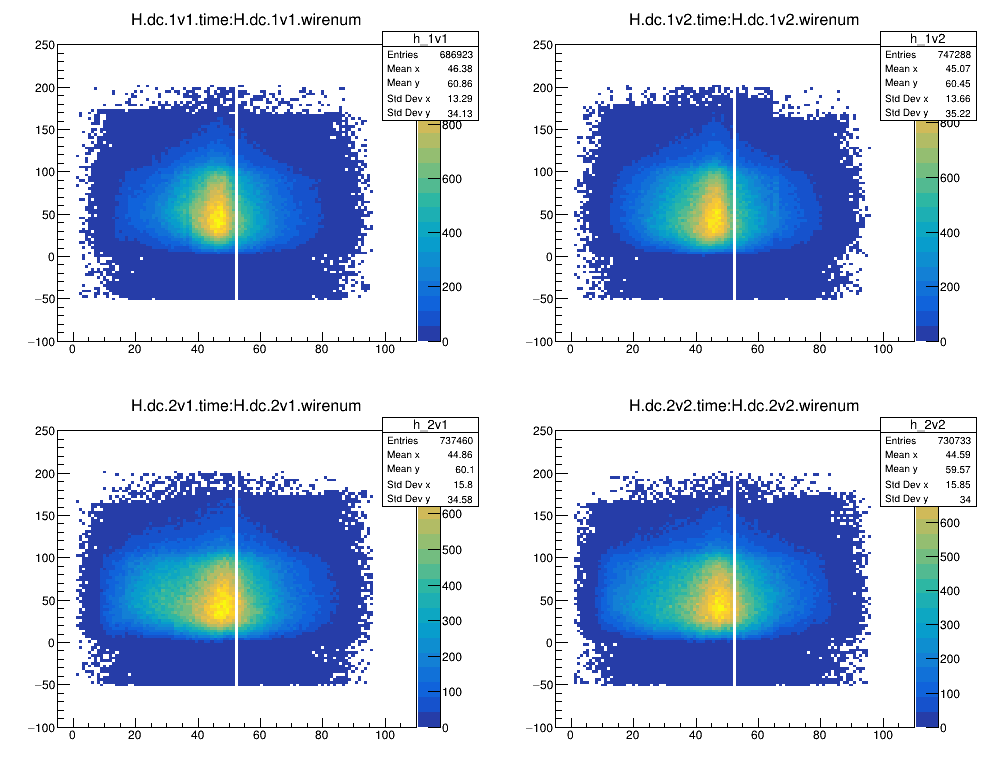 H.dc.1v1.time:H.dc.1v1.wirenum
h_1v1
Entries 686923
Mean x 46.38
Mean y 60.86
Std Dev x 13.29
Std Dev y 34.13
250
200
150
100
50
0
−50
−100
0 20 40 60 80 100
800
600
400
200
0
H.dc.1v2.time:H.dc.1v2.wirenum
h_1v2
Entries 747288
Mean x 45.07
Mean y 60.45
Std Dev x 13.66
Std Dev y 35.22
250
200
150
100
50
0
−50
−100
0 20 40 60 80 100
800
600
400
200
0
H.dc.2v1.time:H.dc.2v1.wirenum
h_2v1
Entries 737460
Mean x 44.86
Mean y 60.1
Std Dev x 15.8
Std Dev y 34.58
250
200
150
100
50
0
−50
−100
0 20 40 60 80 100
600
500
400
300
200
100
0
H.dc.2v2.time:H.dc.2v2.wirenum
h_2v2
Entries 730733
Mean x 44.59
Mean y 59.57
Std Dev x 15.85
Std Dev y 34
250
200
150
100
50
0
−50
−100
0 20 40 60 80 100
600
500
400
300
200
100
0